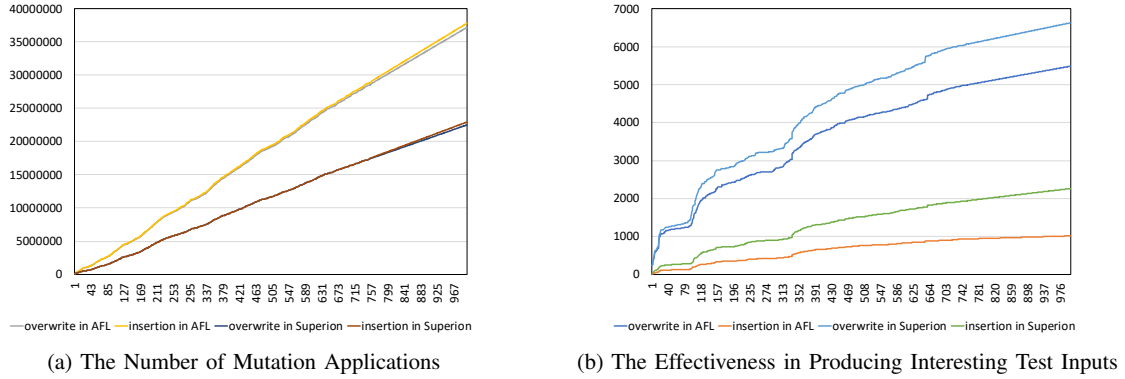 40000000
35000000
30000000
25000000
20000000
15000000
10000000
5000000
0
1 43 85 127 169 211 253 295 337 379 421 463 505 547 589 631 673 715 757 799 841 883 925 967
overwrite in AFL insertion in AFL overwrite in Superion insertion in Superion
(a) The Number of Mutation Applications
7000
6000
5000
4000
3000
2000
1000
0
1 40 79 118 157 196 235 274 313 352 391 430 469 508 547 586 625 664 703 742 781 820 859 898 937 976
overwrite in AFL insertion in AFL overwrite in Superion insertion in Superion
(b) The Effectiveness in Producing Interesting Test Inputs